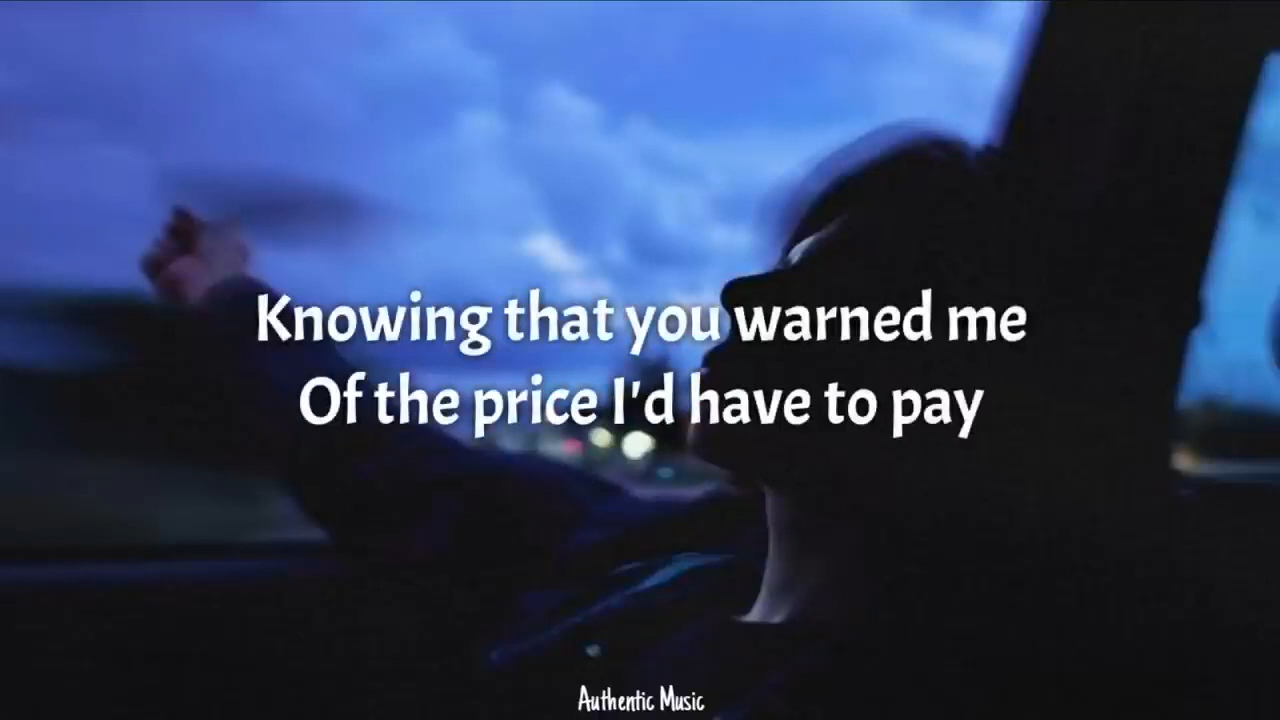 Knowing that you warned me
Of the price I'd have to pay
Authentic Music